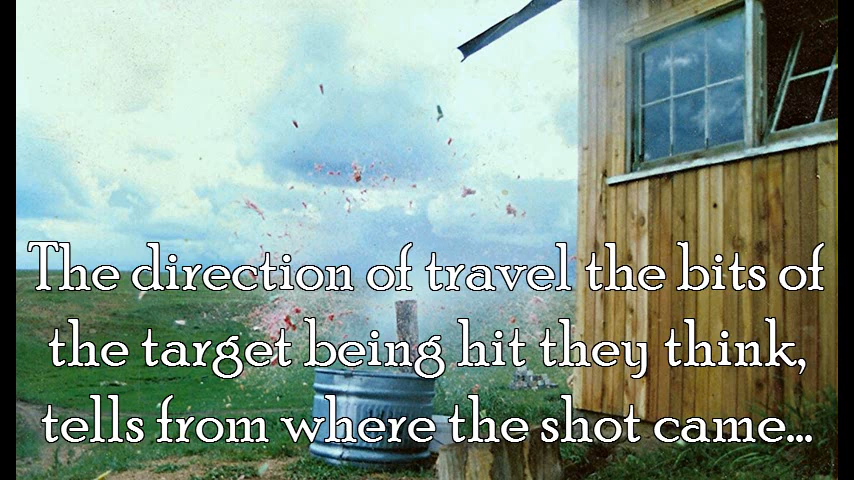 The direction of travel the bits of
the target being hit they think,
tells from where the shot came...